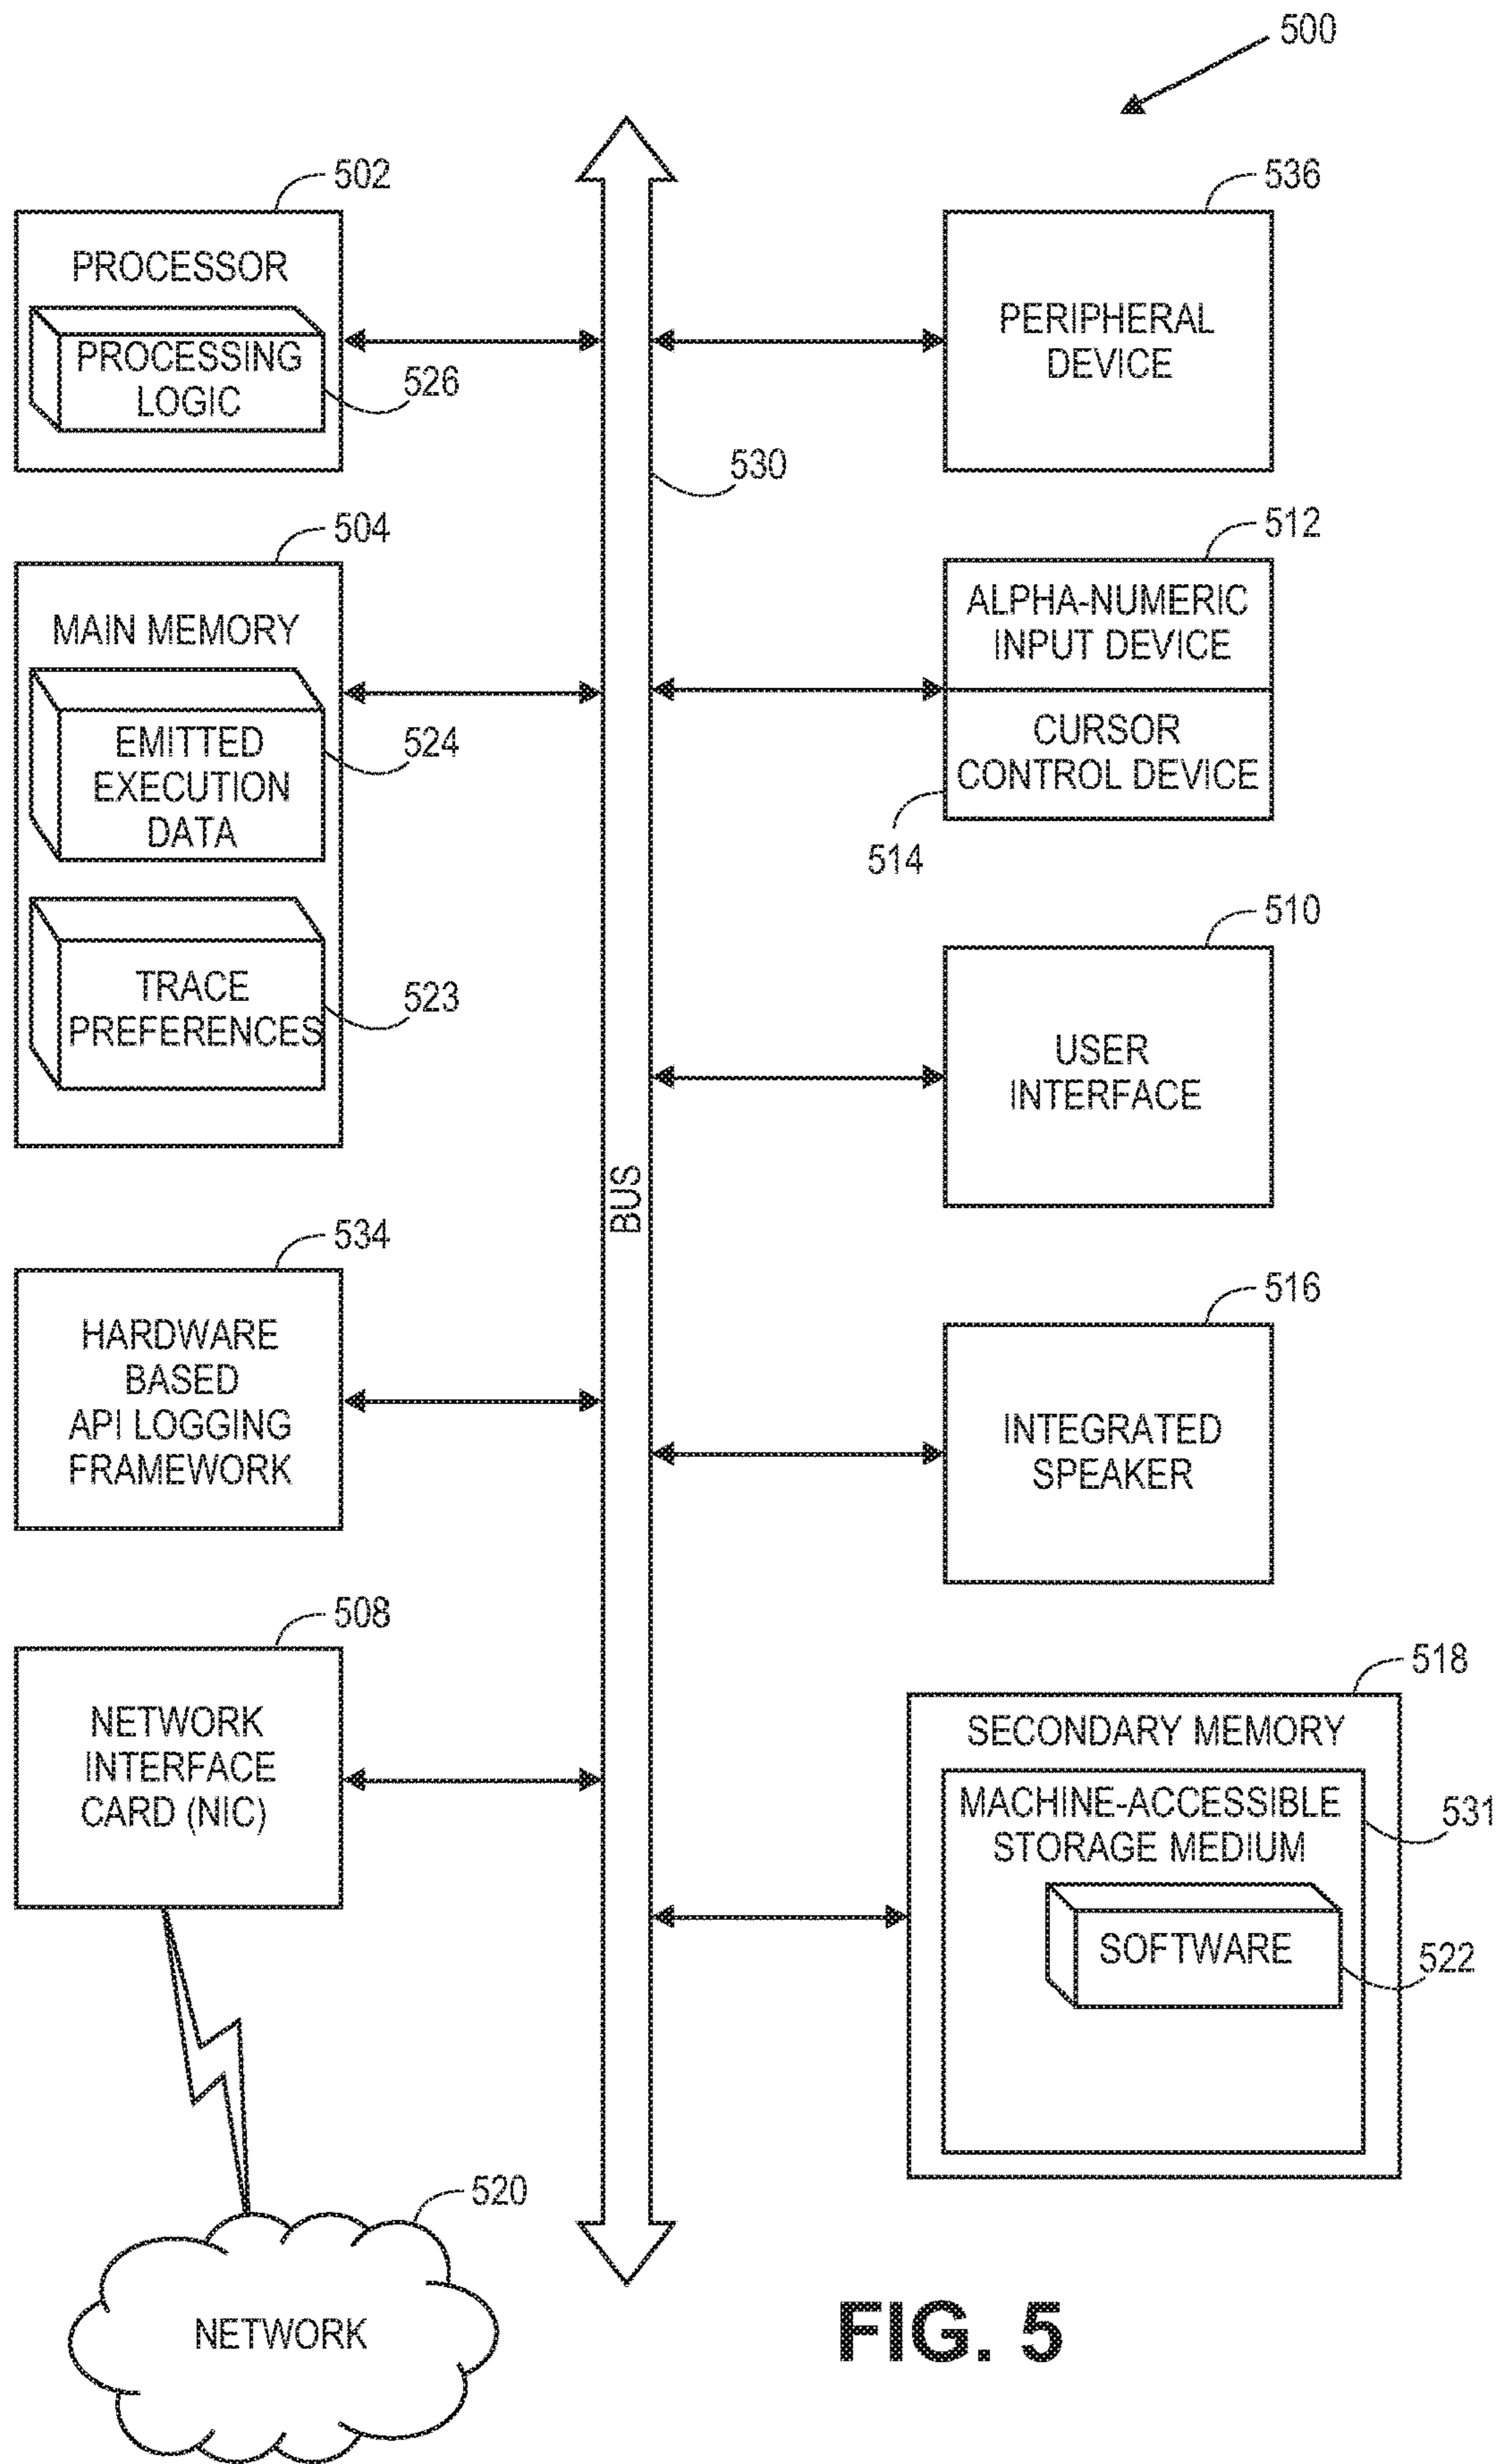 500
502
PROCESSOR
PROCESSING
LOGIC
526
504
MAIN MEMORY
EMITTED
EXECUTION
DATA
524
TRACE
PREFERENCES
523
534
HARDWARE
BASED
API LOGGING
FRAMEWORK
508
NETWORK
INTERFACE
CARD (NIC)
520
NETWORK
530
BUS
536
PERIPHERAL
DEVICE
512
ALPHA-NUMERIC
INPUT DEVICE
CURSOR
CONTROL DEVICE
514
510
USER
INTERFACE
516
INTEGRATED
SPEAKER
518
SECONDARY MEMORY
MACHINE-ACCESSIBLE
STORAGE MEDIUM
531
SOFTWARE
522
FIG. 5